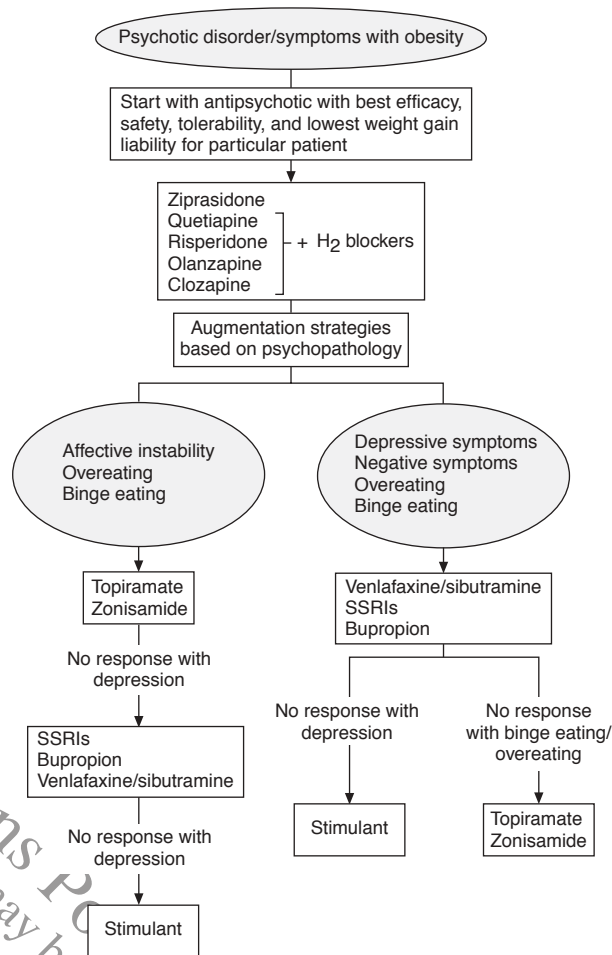 Psychotic disorder/symptoms with obesity
Start with antipsychotic with best efficacy,
safety, tolerability, and lowest weight gain
liability for particular patient
Ziprasidone
Quetiapine
Risperidone
Olanzapine
Clozapine
+ H2 blockers
Augmentation strategies
based on psychopathology
Affective instability
Overeating
Binge eating
Depressive symptoms
Negative symptoms
Overeating
Binge eating
Topiramate
Zonisamide
Venlafaxine/sibutramine
SSRIs
Bupropion
No response with
depression
SSRIs
Bupropion
Venlafaxine/sibutramine
No response with
depression
Stimulant
No response with
depression
Stimulant
No response
with binge eating/
overeating
Topiramate
Zonisamide
may b